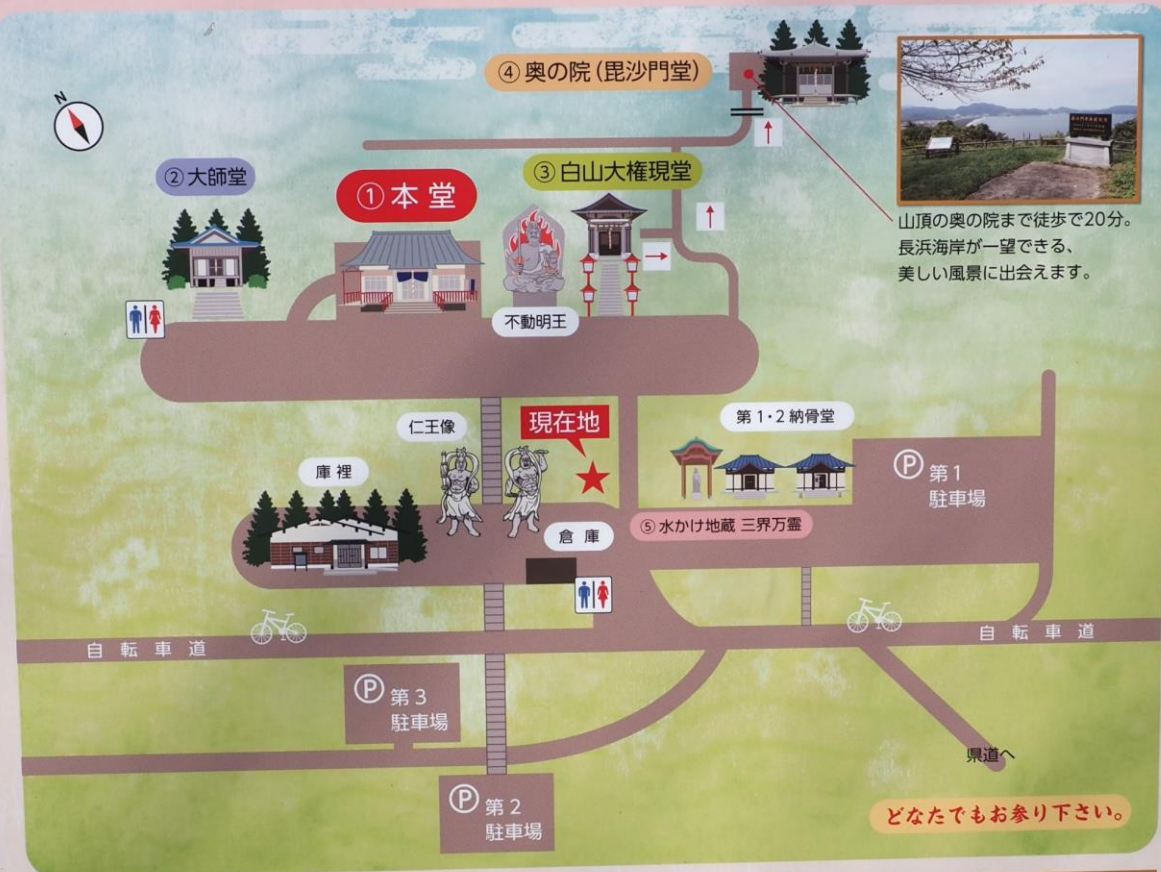 ④ 奥の院(毘沙門堂)
N
② 大師堂
① 本堂
③ 白山大権現堂
山頂の奥の院まで徒歩で20分。
長浜海岸が一望できる、
美しい風景に出会えます。
不動明王
仁王像
現在地
第1・2納骨堂
庫裡
P 第1
駐車場
倉庫
⑤ 水かけ地蔵 三界万霊
自転車道
自転車道
P 第3
駐車場
県道へ
P 第2
駐車場
どなたでもお参り下さい。